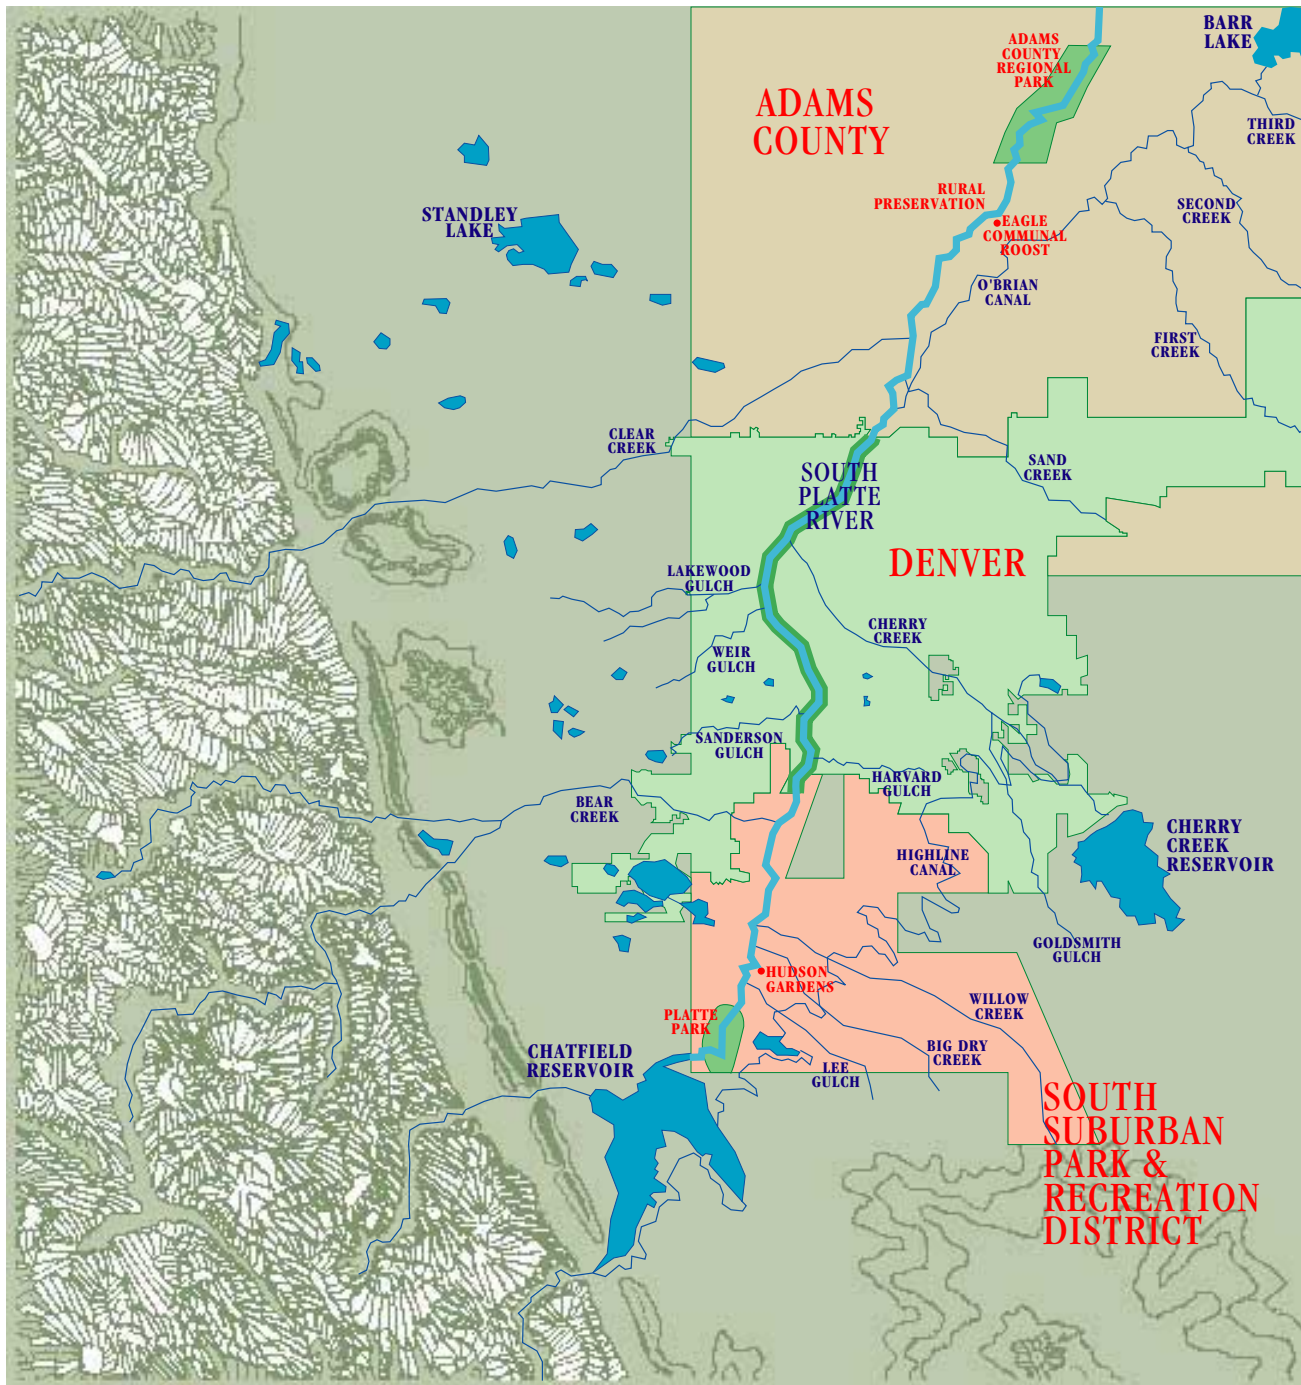 BARR
LAKE
ADAMS
COUNTY
REGIONAL
PARK
ADAMS
COUNTY
THIRD
CREEK
RURAL
PRESERVATION
SECOND
CREEK
STANDLEY
LAKE
EAGLE
COMMUNAL
ROOST
O'BRIAN
CANAL
FIRST
CREEK
CLEAR
CREEK
SAND
CREEK
SOUTH
PLATTE
RIVER
DENVER
LAKEWOOD
GULCH
CHERRY
CREEK
WEIR
GULCH
SANDERSON
GULCH
HARVARD
GULCH
BEAR
CREEK
CHERRY
CREEK
RESERVOIR
HIGHLINE
CANAL
GOLDSMITH
GULCH
HUDSON
GARDENS
WILLOW
CREEK
PLATTE
PARK
BIG DRY
CREEK
CHATFIELD
RESERVOIR
LEE
GULCH
SOUTH
SUBURBAN
PARK &
RECREATION
DISTRICT